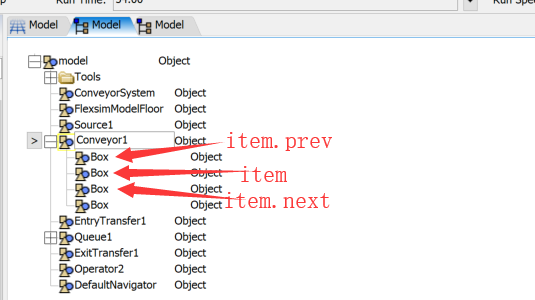 Run Time: 54.00 Run Spe
Model Model Model
model Object
Tools
ConveyorSystem Object
FlexsimModelFloor Object
Source1 Object
> Conveyor1 Object
Box Object item.prev
Box Object item
Box Object item.next
Box Object
EntryTransfer1 Object
Queue1 Object
ExitTransfer1 Object
Operator2 Object
DefaultNavigator Object